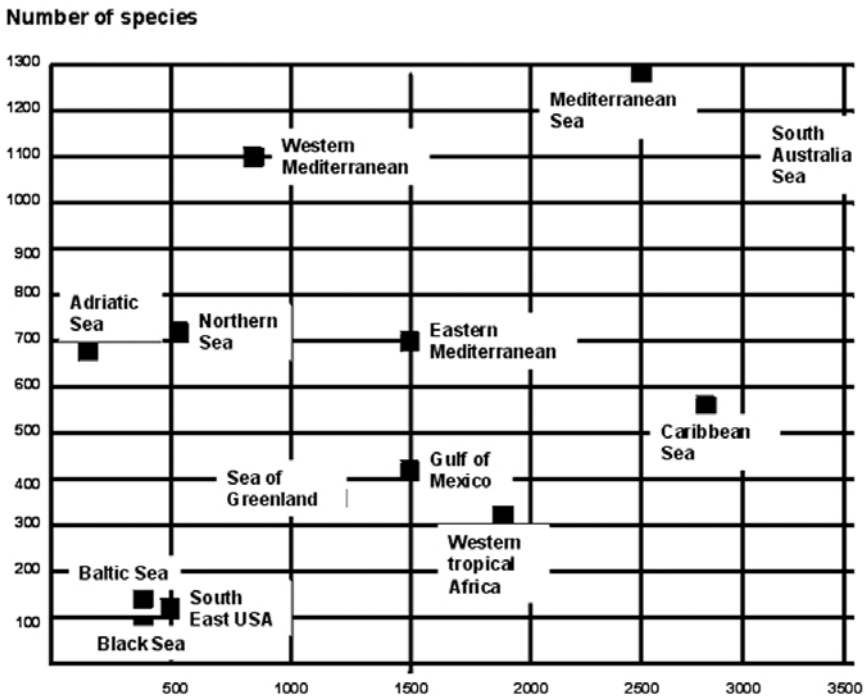 Number of species
1300
1200
1100
1000
900
800
700
600
500
400
300
200
100
Mediterranean
Sea
South
Australia
Sea
Western
Mediterranean
Adriatic
Sea
Northern
Sea
Eastern
Mediterranean
Caribbean
Sea
Gulf of
Mexico
Sea of
Greenland
Western
tropical
Africa
Baltic Sea
South
East USA
Black Sea
500
1000
1500
2000
2500
3000
3500